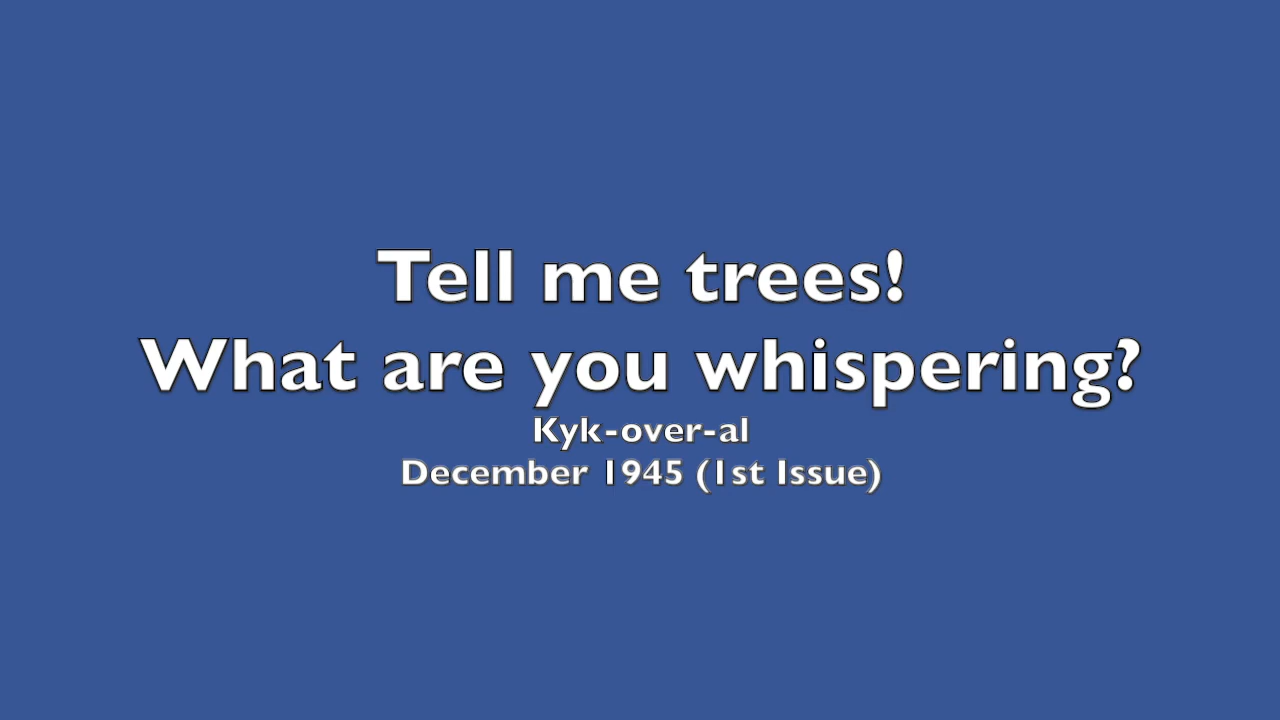 Tell me trees!
What are you whispering?
Kyk-over-al
December 1945 (1st Issue)